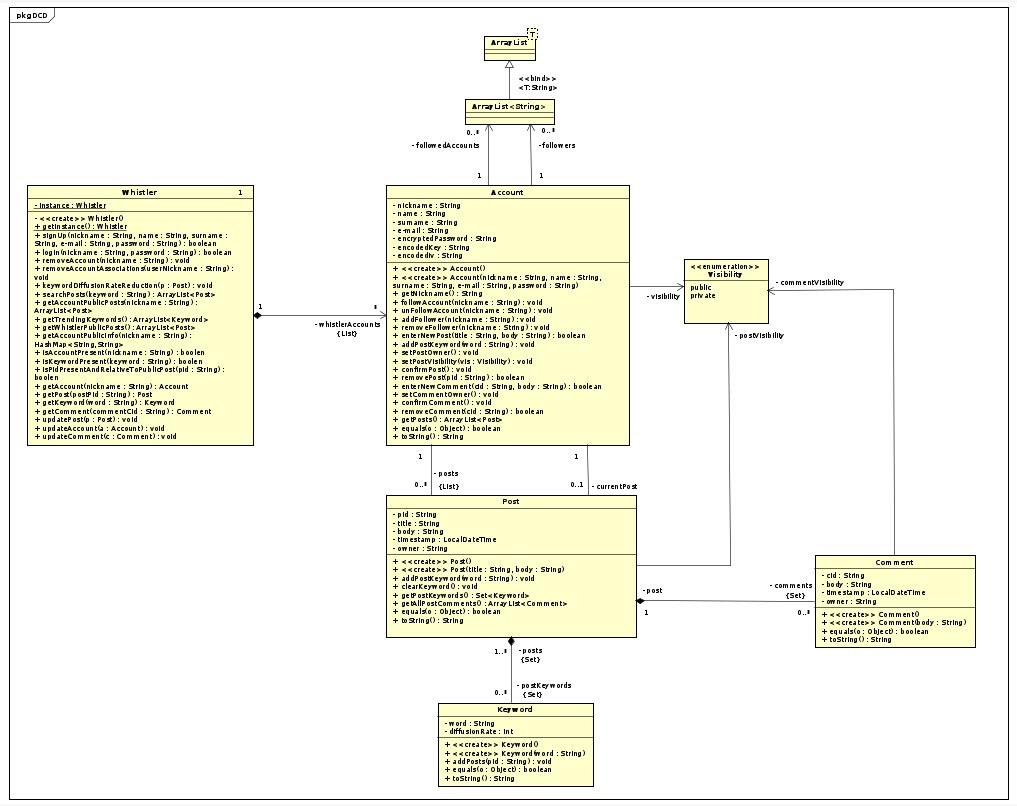 pkg DCD
T
ArrayList
<<bind>>
<T:String>
ArrayList<String>
0..*
0..*
- followedAccounts
- followers
1
1
Whistler
1
- instance : Whistler
- <<create>> Whistler()
+ getInstance() : Whistler
+ signUp(nickname : String, name : String, surname :
String, e-mail : String, password : String) : boolean
+ login(nickname : String, password : String) : boolean
+ removeAccount(nickname : String) : void
+ removeAccountAssociations(userNickname : String) :
void
+ keywordDiffusionRateReduction(p : Post) : void
+ searchPosts(keyword : String) : ArrayList<Post>
+ getAccountPublicPosts(nickname : String) :
ArrayList<Post>
+ getTrendingKeywords() : ArrayList<Keyword>
+ getWhistlerPublicPosts() : ArrayList<Post>
+ getAccountPublicInfo(nickname : String) :
HashMap<String,String>
+ isAccountPresent(nickname : String) : boolen
+ isKeywordPresent(keyword : String) : boolen
+ isPidPresentAndRelativeToPublicPost(pid : String) :
boolen
+ getAccount(nickname : String) : Account
+ getPost(postPid : String) : Post
+ getKeyword(word : String) : Keyword
+ getComment(commentCid : String) : Comment
+ updatePost(p : Post) : void
+ updateAccount(a : Account) : void
+ updateComment(c : Comment) : void
1
*
- whistlerAccounts
{List}
Account
- nickname : String
- name : String
- surname : String
- e-mail : String
- encryptedPassword : String
- encodedKey : String
- encodediv : String
+ <<create>> Account()
+ <<create>> Account(nickname : String, name : String,
surname : String, e-mail : String, password : String)
+ getNickname() : String
+ followAccount(nickname : String) : void
+ unFollowAccount(nickname : String) : void
+ addFollower(nickname : String) : void
+ removeFollower(nickname : String) : void
+ enterNewPost(title : String, body : String) : boolean
+ addPostKeyword(word : String) : void
+ setPostOwner() : void
+ setPostVisibility(vis : Visibility) : void
+ confirmPost() : void
+ removePost(pid : String) : boolean
+ enterNewComment(cid : String, body : String) : boolean
+ setCommentOwner() : void
+ confirmComment() : void
+ removeComment(cid : String) : boolean
+ getPosts() : ArrayList<Post>
+ equals(o : Object) : boolean
+ toString() : String
- visibility
<<enumeration>>
Visibility
public
private
- commentVisibility
- postVisibility
1
1
- posts
0..*
{List}
0..1
- currentPost
Post
- pid : String
- title : String
- body : String
- timestamp : LocalDateTime
- owner : String
+ <<create>> Post()
+ <<create>> Post(title : String, body : String)
+ addPostKeyword(word : String) : void
+ clearKeyword() : void
+ getPostKeywords() : Set<Keyword>
+ getAllPostComments() : ArrayList<Comment>
+ equals(o : Object) : boolean
+ toString() : String
- post
1
- comments
{Set}
0..*
Comment
- cid : String
- body : String
- timestamp : LocalDateTime
- owner : String
+ <<create>> Comment()
+ <<create>> Comment(body : String)
+ equals(o : Object) : boolean
+ toString() : String
1..*
- posts
{Set}
- postKeywords
0..*
{Set}
Keyword
- word : String
- diffusionRate : int
+ <<create>> Keyword()
+ <<create>> Keyword(word : String)
+ addPosts(pid : String) : void
+ equals(o : Object) : boolean
+ toString() : String